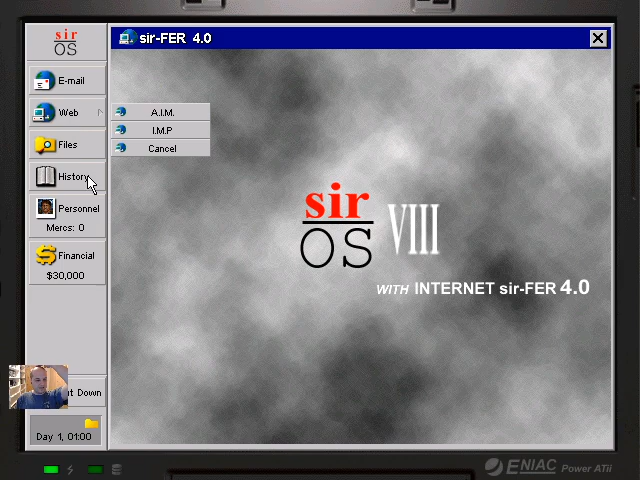 sir
OS
E-mail
Web
Files
History
Personnel
Mercs: 0
Financial
$30,000
ut Down
Day 1, 01:00
sir-FER 4.0
A.I.M.
I.M.P
Cancel
sir
OS VIII
WITH INTERNET sir-FER 4.0
ENIAC Power ATii